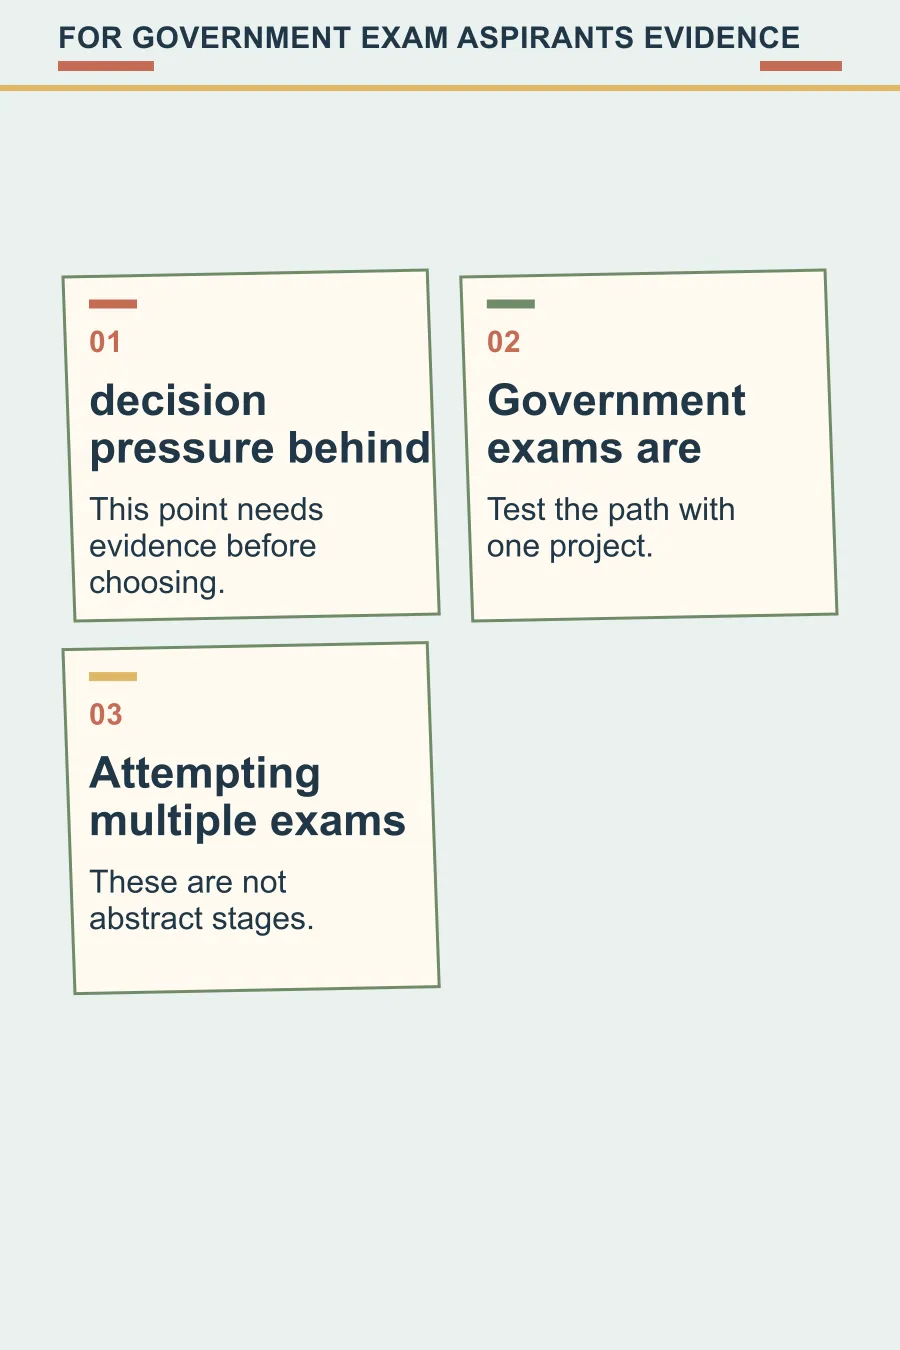 FOR GOVERNMENT EXAM ASPIRANTS EVIDENCE
01
decision
pressure behind
This point needs
evidence before
choosing.
02
Government
exams are
Test the path with
one project.
03
Attempting
multiple exams
These are not
abstract stages.